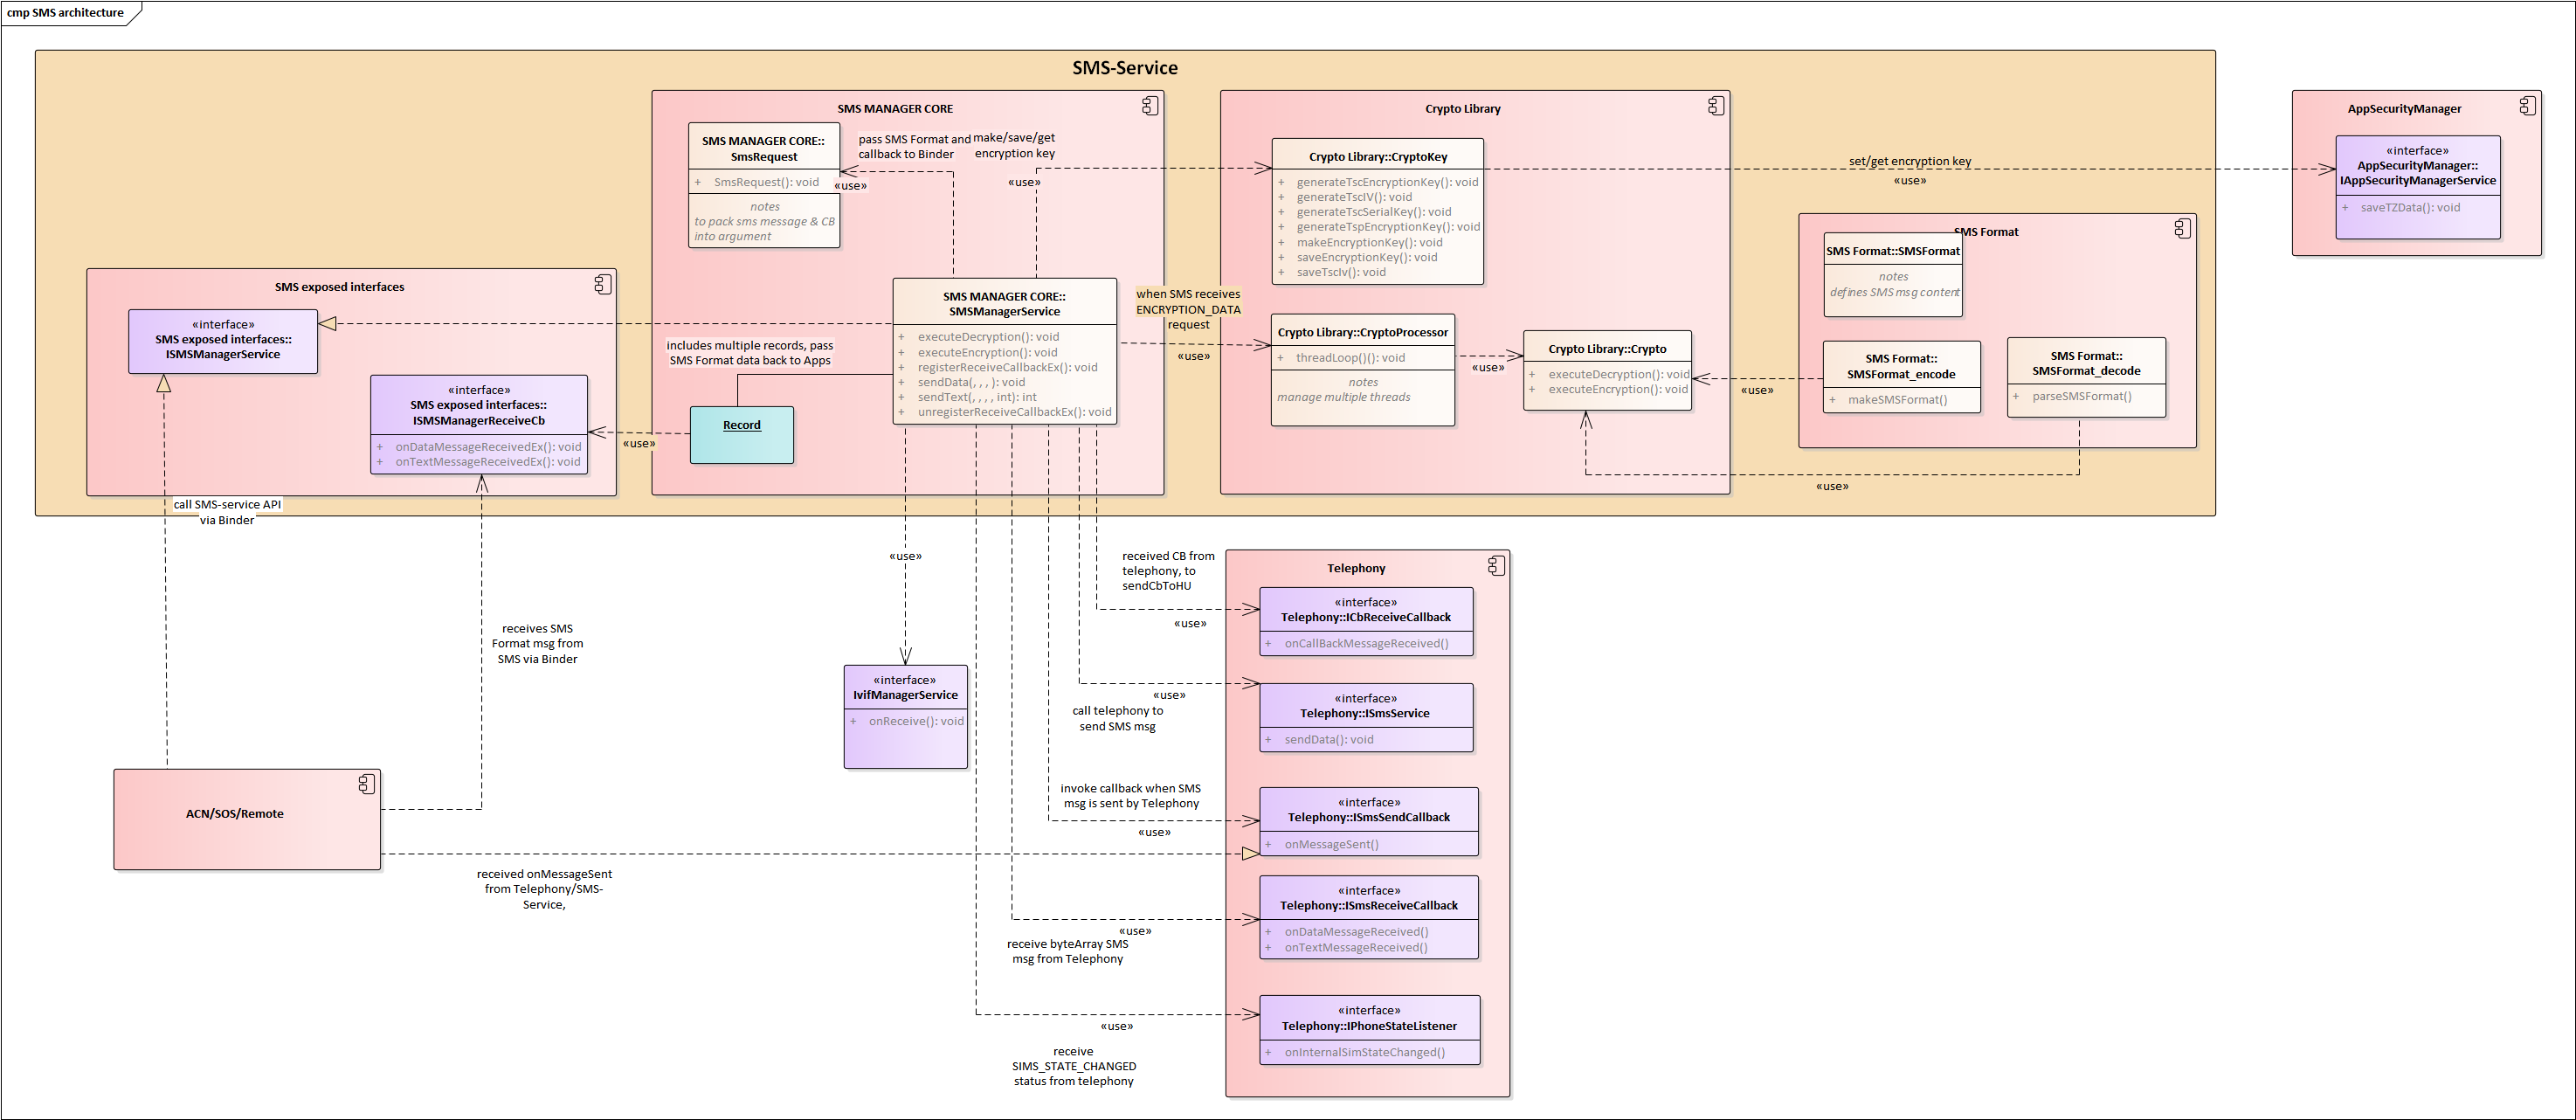 cmp SMS architecture
SMS-Service
SMS MANAGER CORE
SMS MANAGER CORE::
SmsRequest
+ SmsRequest(): void
notes
to pack sms message & CB
into argument
pass SMS Format and
callback to Binder
«use»
make/save/get
encryption key
«use»
SMS MANAGER CORE::
SMSManagerService
+ executeDecryption(): void
+ executeEncryption(): void
+ registerReceiveCallbackEx(): void
+ sendData(, , , ): void
+ sendText(, , , , int): int
+ unregisterReceiveCallbackEx(): void
includes multiple records, pass
SMS Format data back to Apps
Record
«use»
SMS exposed interfaces
«interface»
SMS exposed interfaces::
ISMSManagerService
«interface»
SMS exposed interfaces::
ISMSManagerReceiveCb
+ onDataMessageReceivedEx(): void
+ onTextMessageReceivedEx(): void
call SMS-service API
via Binder
when SMS receives
ENCRYPTION_DATA
request
«use»
Crypto Library
Crypto Library::CryptoKey
+ generateTscEncryptionKey(): void
+ generateTscIV(): void
+ generateTscSerialKey(): void
+ generateTspEncryptionKey(): void
+ makeEncryptionKey(): void
+ saveEncryptionKey(): void
+ saveTscIv(): void
Crypto Library::CryptoProcessor
+ threadLoop()(): void
notes
manage multiple threads
«use»
Crypto Library::Crypto
+ executeDecryption(): void
+ executeEncryption(): void
«use»
set/get encryption key
«use»
SMS Format
SMS Format::SMSFormat
notes
defines SMS msg content
SMS Format::
SMSFormat_encode
+ makeSMSFormat()
SMS Format::
SMSFormat_decode
+ parseSMSFormat()
«use»
AppSecurityManager
«interface»
AppSecurityManager::
IAppSecurityManagerService
+ saveTZData(): void
«use»
«interface»
IvifManagerService
+ onReceive(): void
receives SMS
Format msg from
SMS via Binder
ACN/SOS/Remote
received onMessageSent
from Telephony/SMS-
Service,
Telephony
received CB from
telephony, to
sendCbToHU
«use»
«interface»
Telephony::ICbReceiveCallback
+ onCallBackMessageReceived()
«use»
call telephony to
send SMS msg
«interface»
Telephony::ISmsService
+ sendData(): void
invoke callback when SMS
msg is sent by Telephony
«use»
«interface»
Telephony::ISmsSendCallback
+ onMessageSent()
«use»
receive byteArray SMS
msg from Telephony
«interface»
Telephony::ISmsReceiveCallback
+ onDataMessageReceived()
+ onTextMessageReceived()
«use»
receive
SIMS_STATE_CHANGED
status from telephony
«interface»
Telephony::IPhoneStateListener
+ onInternalSimStateChanged()